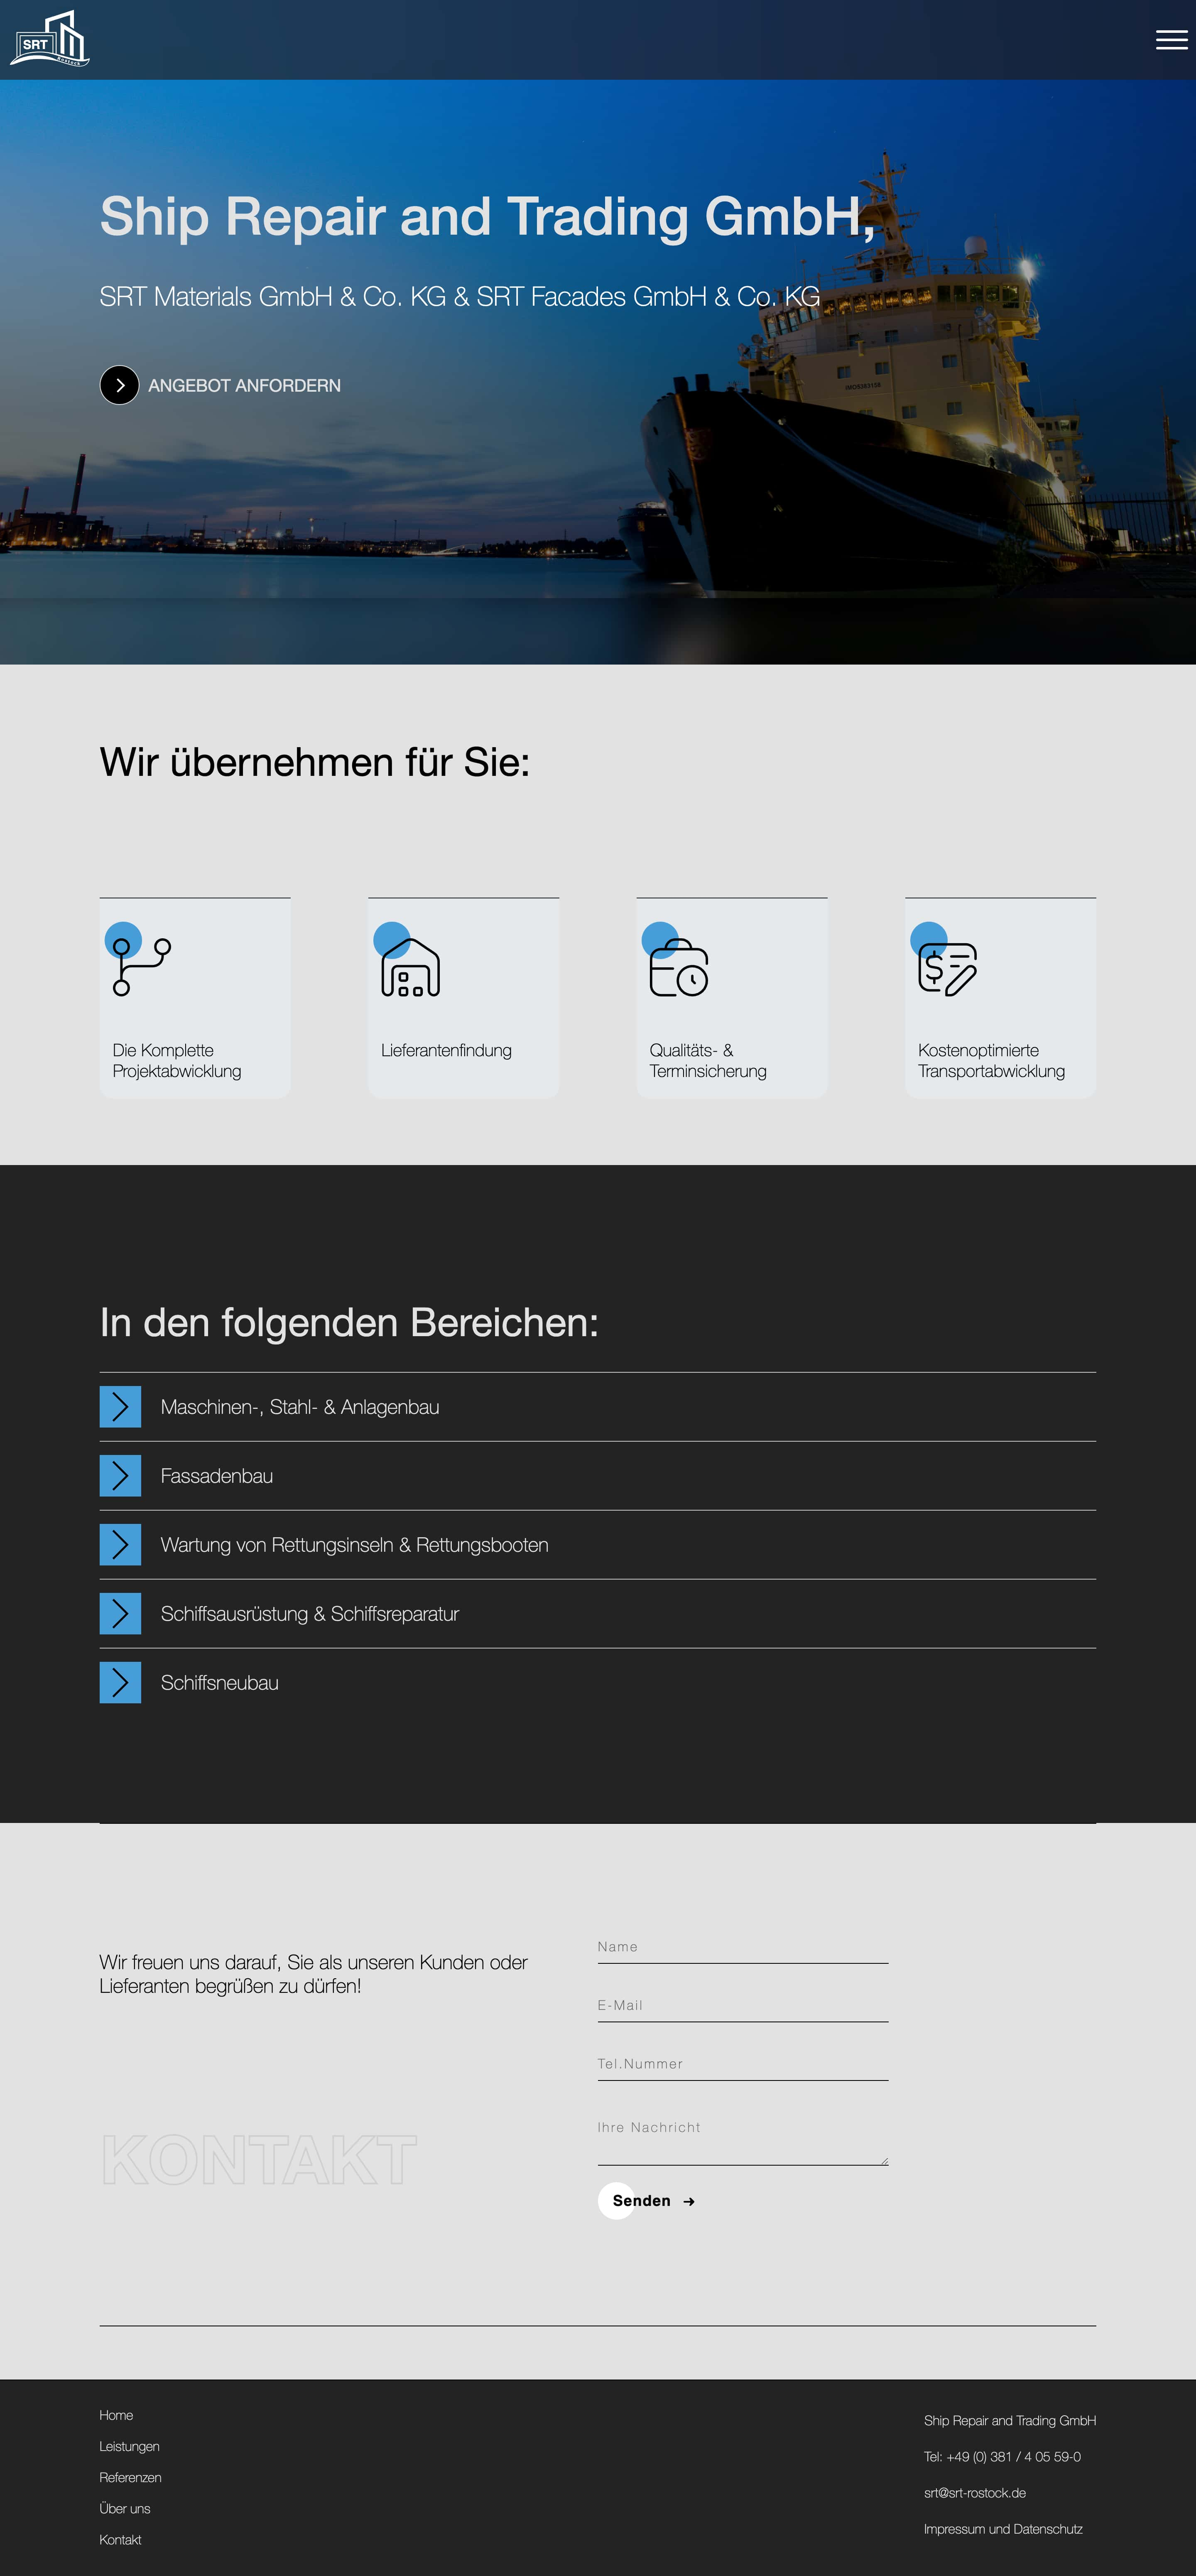 SRT
Rostock
Ship Repair and Trading GmbH,
SRT Materials GmbH & Co. KG & SRT Facades GmbH & Co. KG
ANGEBOT ANFORDERN
Wir übernehmen für Sie:
Die Komplette
Projektabwicklung
Lieferantenfindung
Qualitäts- &
Terminsicherung
Kostenoptimierte
Transportabwicklung
In den folgenden Bereichen:
Maschinen-, Stahl- & Anlagenbau
Fassadenbau
Wartung von Rettungsinseln & Rettungsbooten
Schiffsausrüstung & Schiffsreparatur
Schiffsneubau
Wir freuen uns darauf, Sie als unseren Kunden oder
Lieferanten begrüßen zu dürfen!
KONTAKT
Name
E-Mail
Tel.Nummer
Ihre Nachricht
Senden
Home
Leistungen
Referenzen
Über uns
Kontakt
Ship Repair and Trading GmbH
Tel: +49 (0) 381 / 4 05 59-0
srt@srt-rostock.de
Impressum und Datenschutz